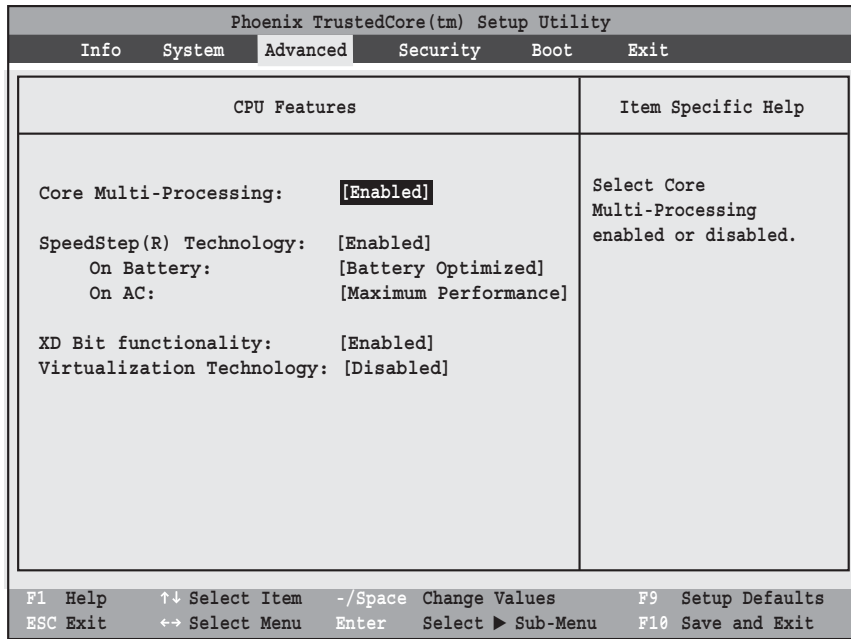 Phoenix TrustedCore(tm) Setup Utility
Info System Advanced Security Boot Exit
CPU Features
Item Specific Help
Core Multi-Processing: [Enabled]
SpeedStep(R) Technology: [Enabled]
On Battery: [Battery Optimized]
On AC: [Maximum Performance]
XD Bit functionality: [Enabled]
Virtualization Technology: [Disabled]
Select Core
Multi-Processing
enabled or disabled.
F1 Help ↑↓ Select Item -/Space Change Values F9 Setup Defaults
ESC Exit ←→ Select Menu Enter Select ▶ Sub-Menu F10 Save and Exit